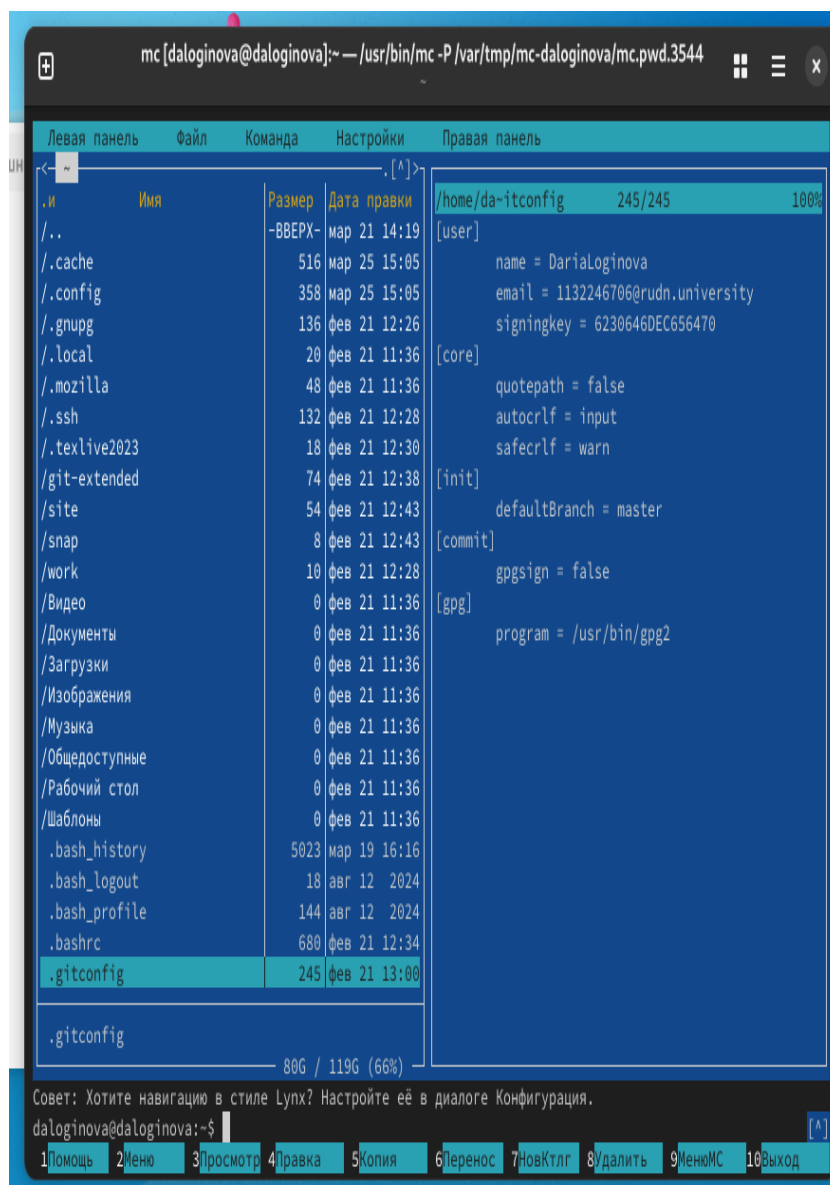 mc [daloginova@daloginova]:~ — /usr/bin/mc -P /var/tmp/mc-daloginova/mc.pwd.3544
~
Левая панель Файл Команда Настройки Правая панель
<- ~ .[^]>
.и Имя Размер Дата правки
/.. -ВВЕРХ- мар 21 14:19
/.cache 516 мар 25 15:05
/.config 358 мар 25 15:05
/.gnupg 136 фев 21 12:26
/.local 20 фев 21 11:36
/.mozilla 48 фев 21 11:36
/.ssh 132 фев 21 12:28
/.texlive2023 18 фев 21 12:30
/git-extended 74 фев 21 12:38
/site 54 фев 21 12:43
/snap 8 фев 21 12:43
/work 10 фев 21 12:28
/Видео 0 фев 21 11:36
/Документы 0 фев 21 11:36
/Загрузки 0 фев 21 11:36
/Изображения 0 фев 21 11:36
/Музыка 0 фев 21 11:36
/Общедоступные 0 фев 21 11:36
/Рабочий стол 0 фев 21 11:36
/Шаблоны 0 фев 21 11:36
.bash_history 5023 мар 19 16:16
.bash_logout 18 авг 12 2024
.bash_profile 144 авг 12 2024
.bashrc 680 фев 21 12:34
.gitconfig 245 фев 21 13:00
.gitconfig
80G / 119G (66%)
/home/da~itconfig 245/245 100%
[user]
name = DariaLoginova
email = 1132246706@rudn.university
signingkey = 6230646DEC656470
[core]
quotepath = false
autocrlf = input
safecrlf = warn
[init]
defaultBranch = master
[commit]
gpgsign = false
[gpg]
program = /usr/bin/gpg2
Совет: Хотите навигацию в стиле Lynx? Настройте её в диалоге Конфигурация.
daloginova@daloginova:~$ [^]
1Помощь 2Меню 3Просмотр 4Правка 5Копия 6Перенос 7НовКтлг 8Удалить 9МенюМС 10Выход